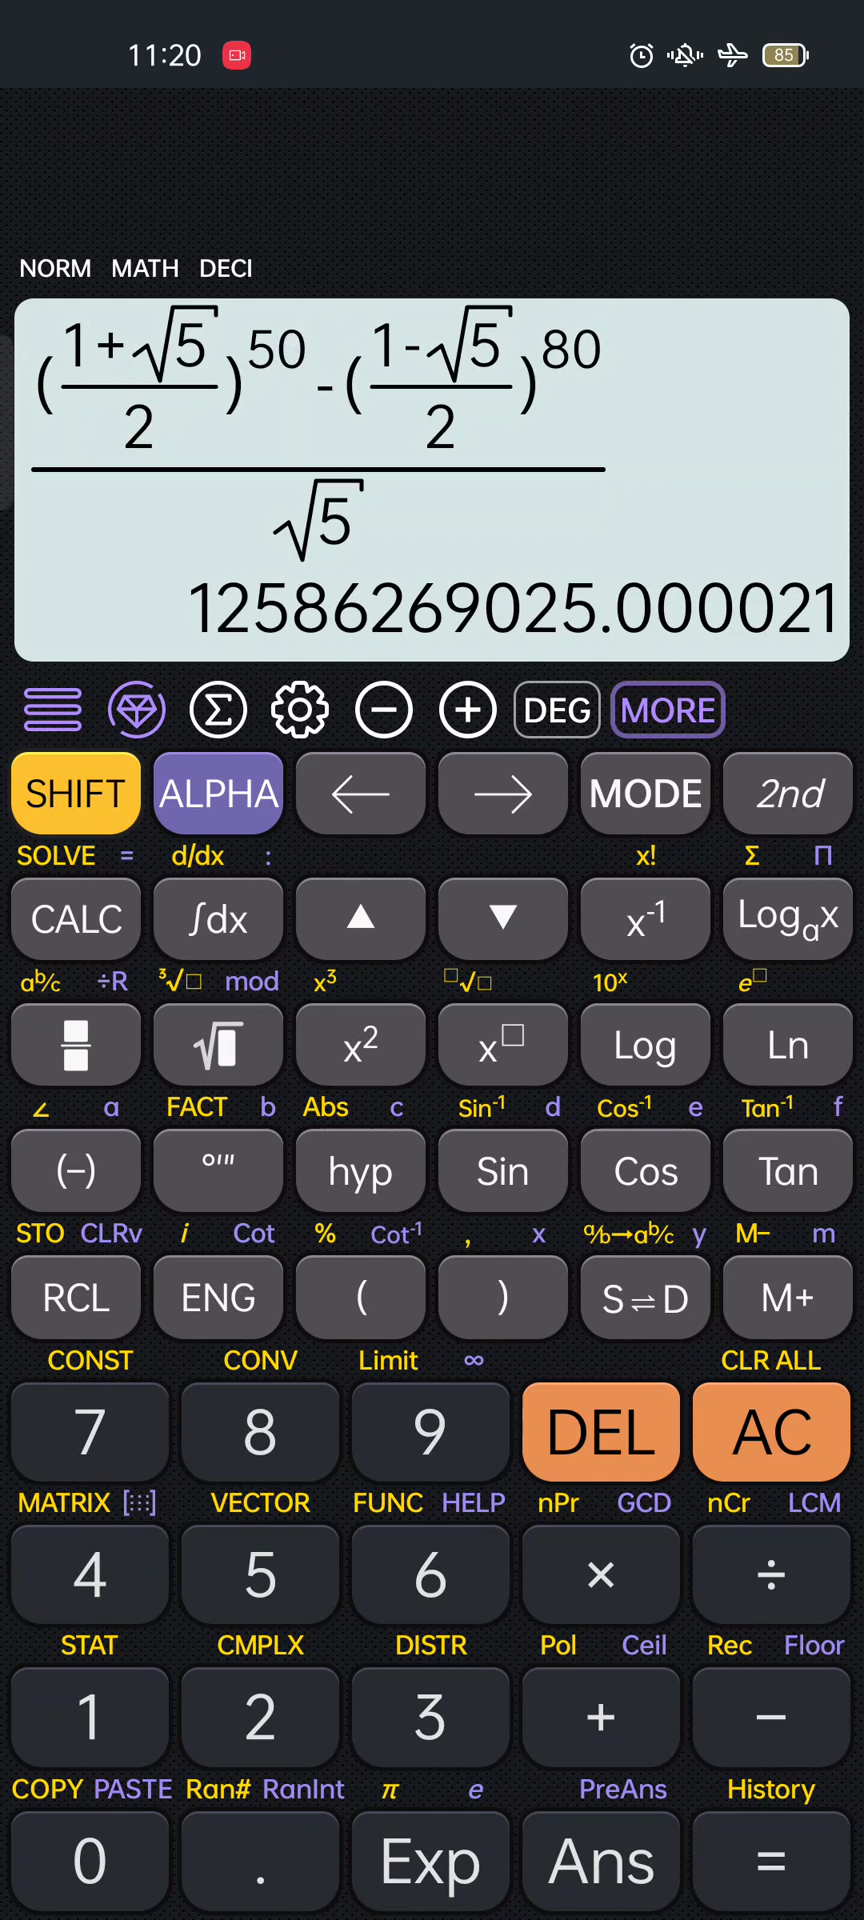 11:20 85
NORM MATH DECI
(1+√5/2)^50 - (1-√5/2)^80
√5
12586269025.000021
DEG MORE
SHIFT ALPHA ← → MODE 2nd
SOLVE = d/dx : x! Σ Π
CALC ∫dx ▲ ▼ x⁻¹ Logₐx
aᵇ⁄c ÷R ³√□ mod x³ □√□ 10ˣ e□
√▯ x² x□ Log Ln
∠ a FACT b Abs c Sin⁻¹ d Cos⁻¹ e Tan⁻¹ f
(−) °'" hyp Sin Cos Tan
STO CLRv i Cot % Cot⁻¹ , x a⁄b→aᵇ⁄c y M− m
RCL ENG ( ) S⇌D M+
CONST CONV Limit ∞ CLR ALL
7 8 9 DEL AC
MATRIX [:::] VECTOR FUNC HELP nPr GCD nCr LCM
4 5 6 × ÷
STAT CMPLX DISTR Pol Ceil Rec Floor
1 2 3 + −
COPY PASTE Ran# RanInt π e PreAns History
0 . Exp Ans =